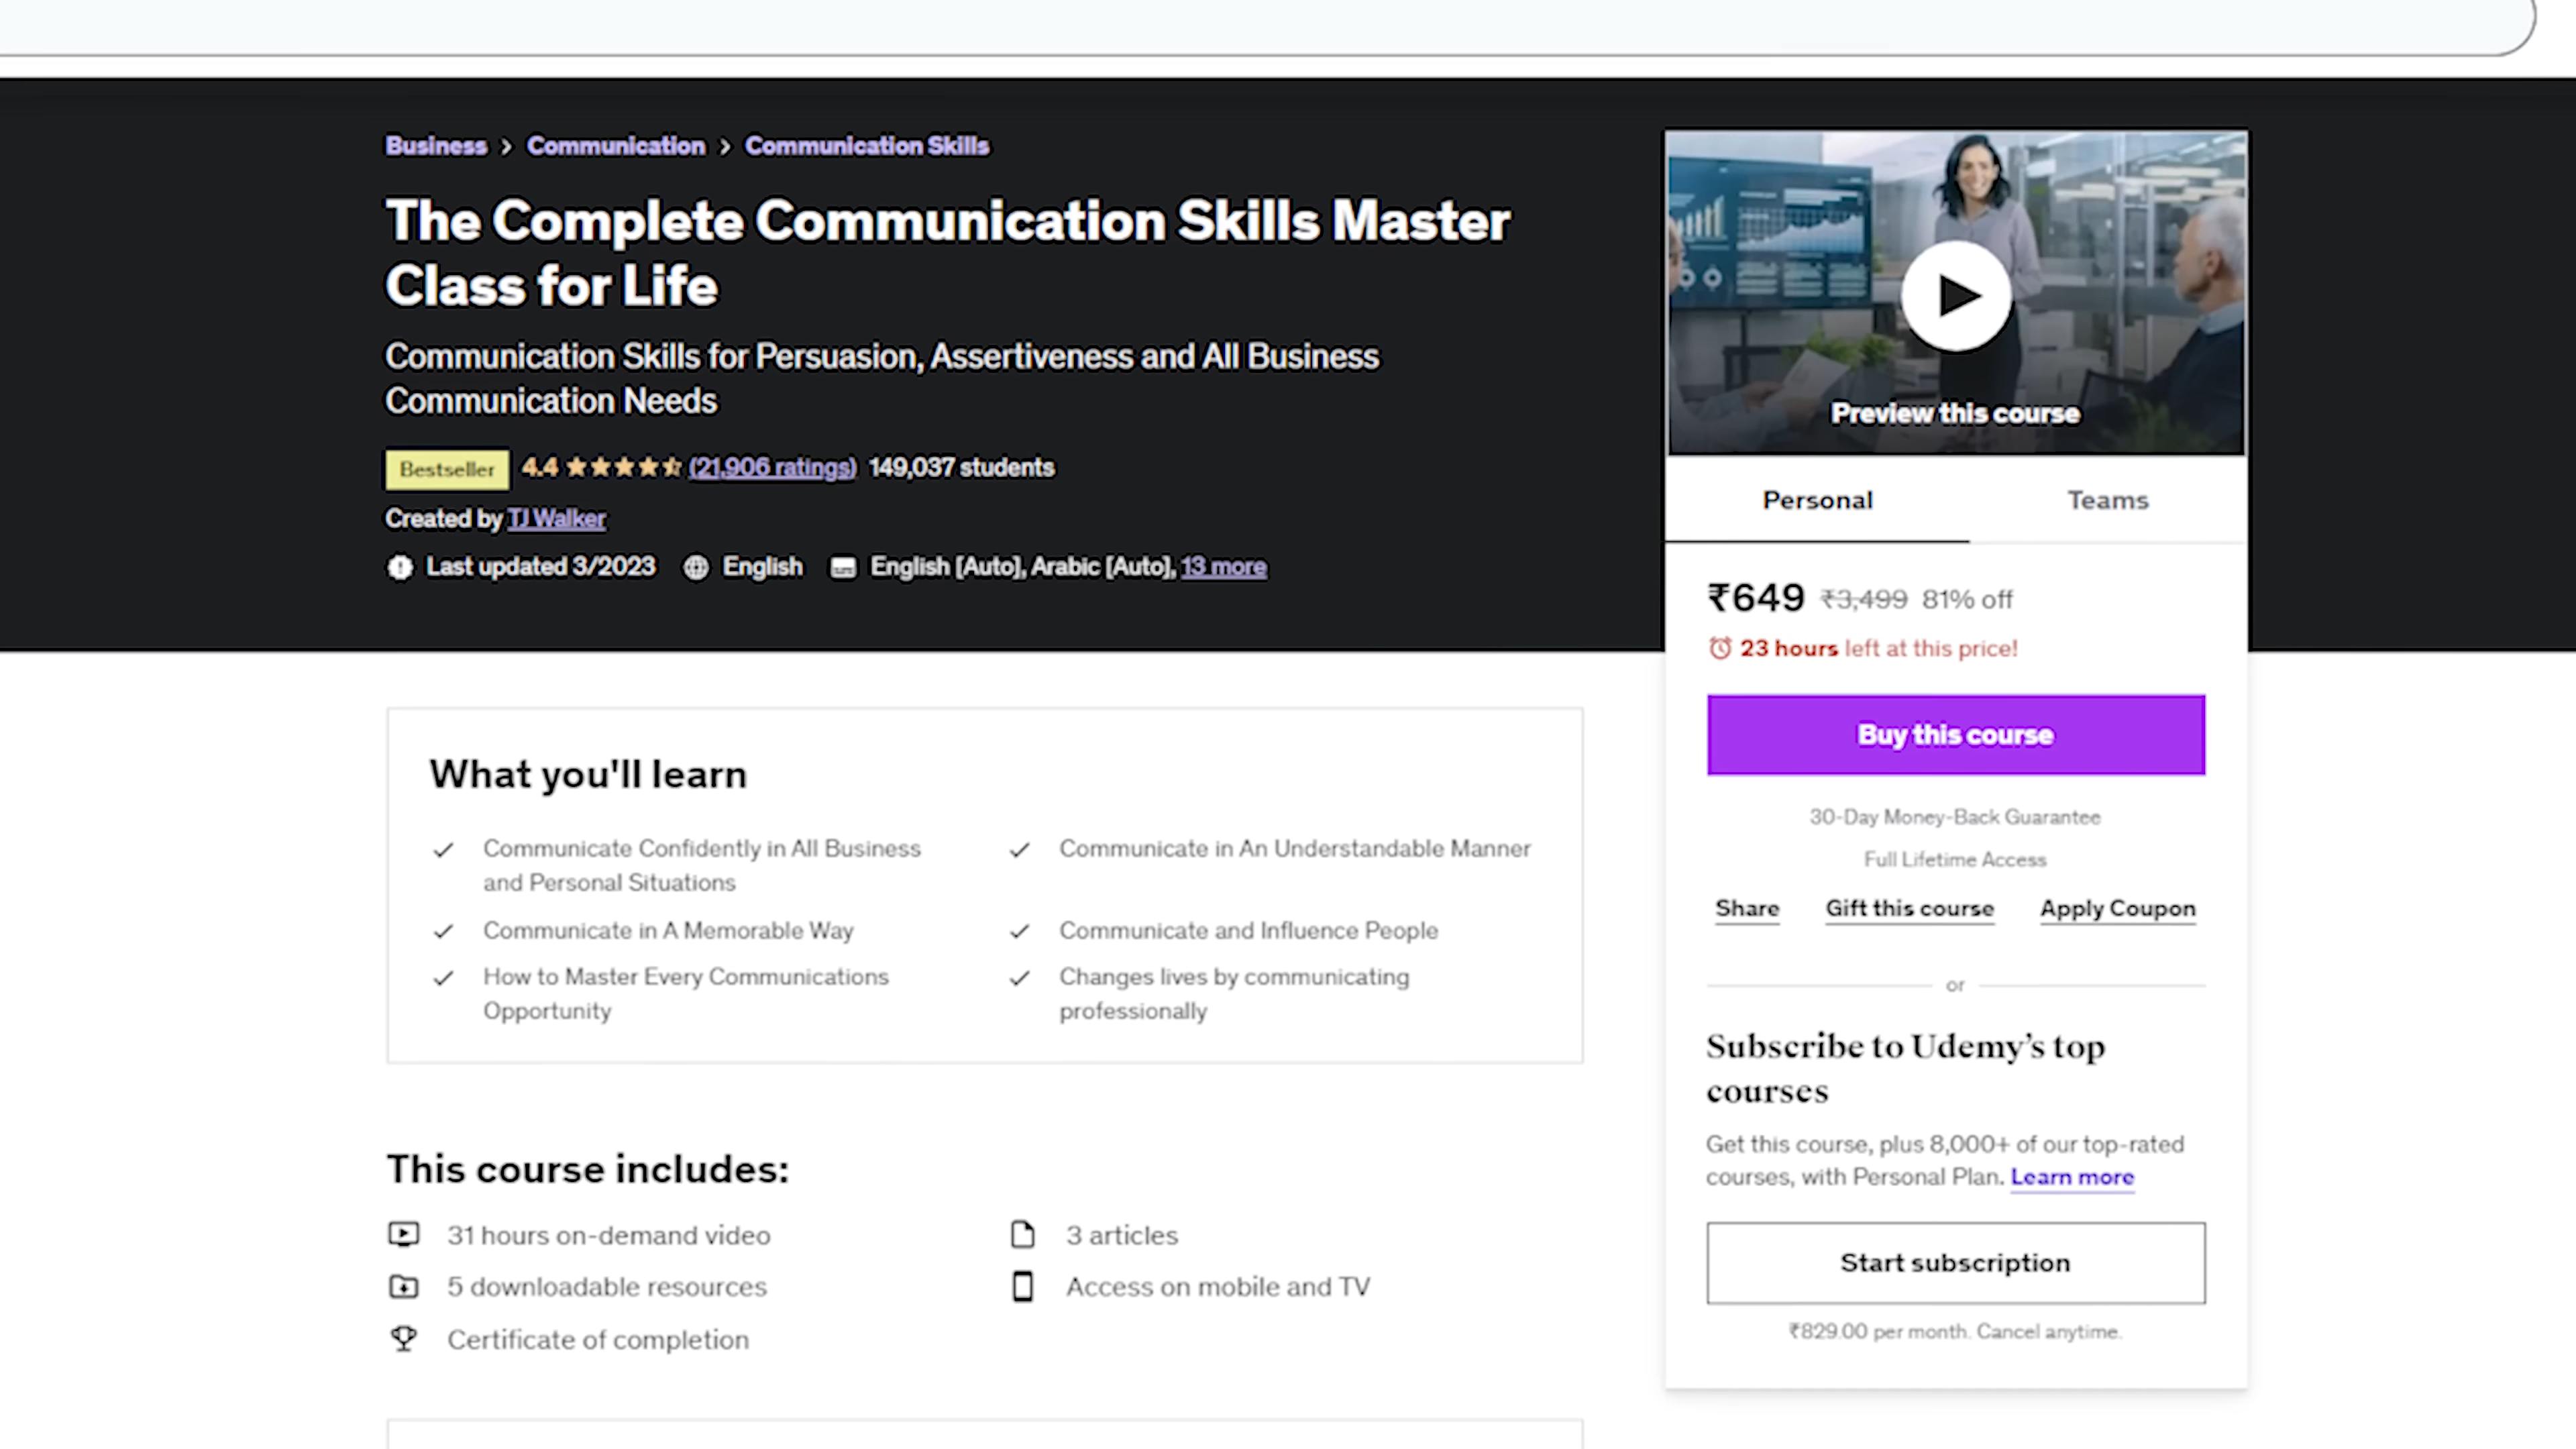 Business > Communication > Communication Skills
The Complete Communication Skills Master
Class for Life
Communication Skills for Persuasion, Assertiveness and All Business
Communication Needs
Bestseller 4.4 (21,906 ratings) 149,037 students
Created by TJ Walker
Last updated 3/2023 English English [Auto], Arabic [Auto], 13 more
Preview this course
Personal Teams
₹649 ₹3,499 81% off
23 hours left at this price!
Buy this course
30-Day Money-Back Guarantee
Full Lifetime Access
Share Gift this course Apply Coupon
or
Subscribe to Udemy’s top
courses
Get this course, plus 8,000+ of our top-rated
courses, with Personal Plan. Learn more
Start subscription
₹829.00 per month. Cancel anytime.
What you'll learn
Communicate Confidently in All Business
and Personal Situations
Communicate in An Understandable Manner
Communicate in A Memorable Way
Communicate and Influence People
How to Master Every Communications
Opportunity
Changes lives by communicating
professionally
This course includes:
31 hours on-demand video
3 articles
5 downloadable resources
Access on mobile and TV
Certificate of completion